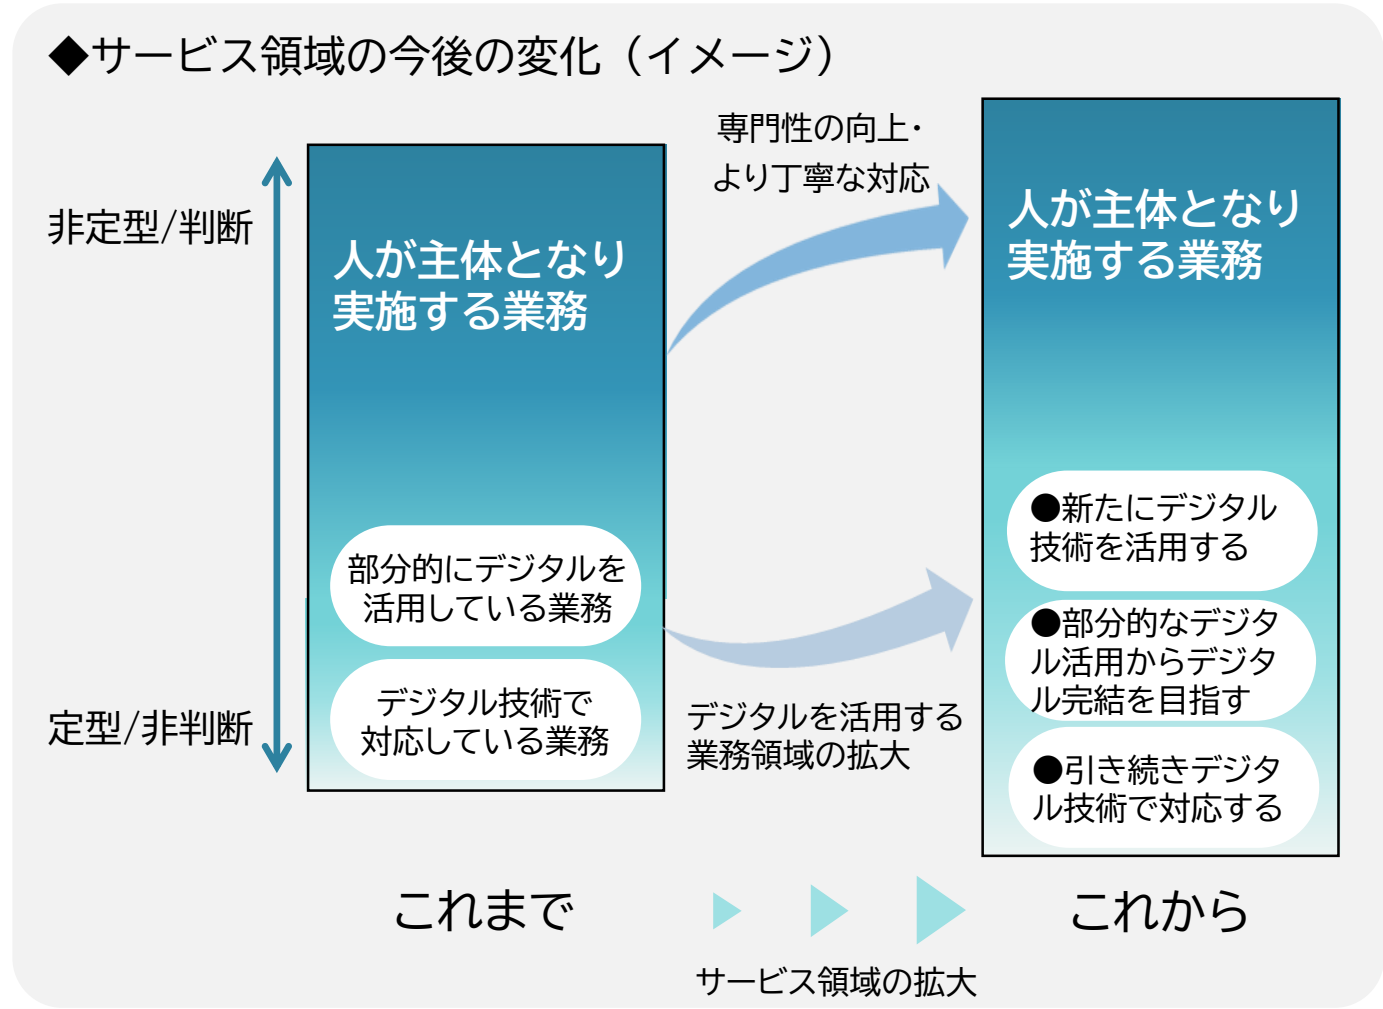 ◆サービス領域の今後の変化（イメージ）
非定型/判断
定型/非判断
人が主体となり
実施する業務
部分的にデジタルを
活用している業務
デジタル技術で
対応している業務
これまで
専門性の向上・
より丁寧な対応
デジタルを活用する
業務領域の拡大
サービス領域の拡大
人が主体となり
実施する業務
●新たにデジタル
技術を活用する
●部分的なデジタ
ル活用からデジタ
ル完結を目指す
●引き続きデジタ
ル技術で対応する
これから